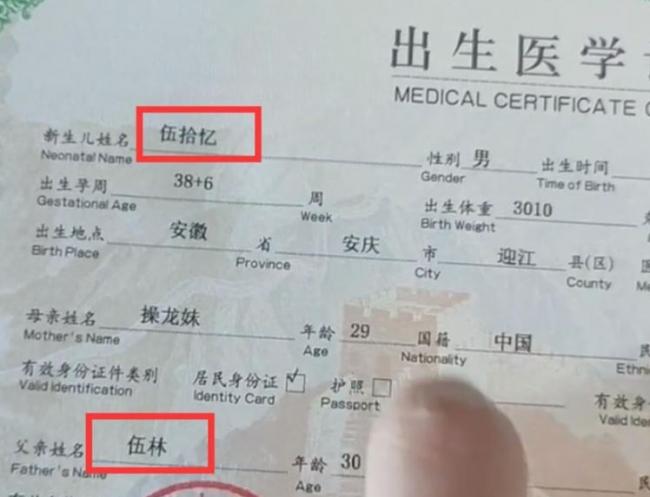 出生医学
MEDICAL CERTIFICATE
新生儿姓名 伍拾忆 性别 男 出生时间
Neonatal Name Gender Time of Birth
出生孕周 38+6 周 出生体重 3010
Gestational Age Week Birth Weight
出生地点 安徽 省 安庆 市 迎江 县(区)
Birth Place Province City County
母亲姓名 操龙妹 年龄 29 国籍 中国
Mother's Name Age Nationality Ethn
有效身份证件类别 居民身份证 护照 有效身
Valid Identification Identity Card Passport Valid
父亲姓名 伍林 年龄 30
Father's Name Age